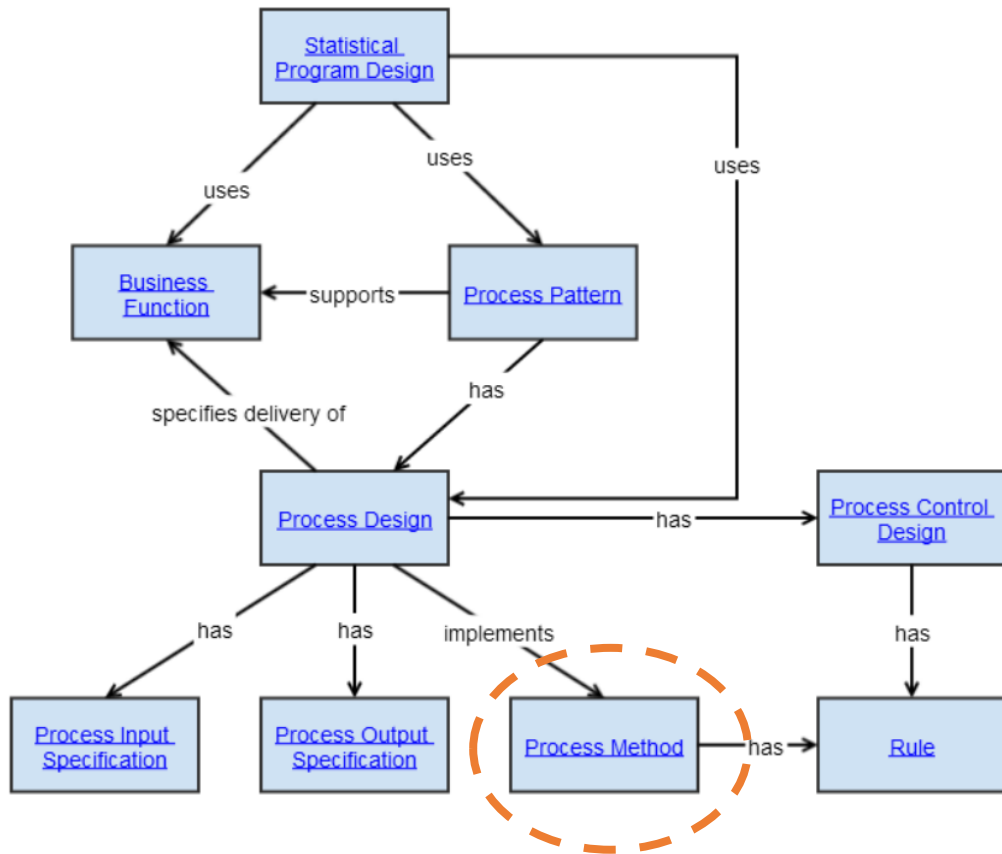 Statistical
Program Design
uses
uses
uses
Business
Function
supports
Process Pattern
has
specifies delivery of
Process Design
has
Process Control
Design
has
has
implements
has
Process Input
Specification
Process Output
Specification
Process Method
has
Rule